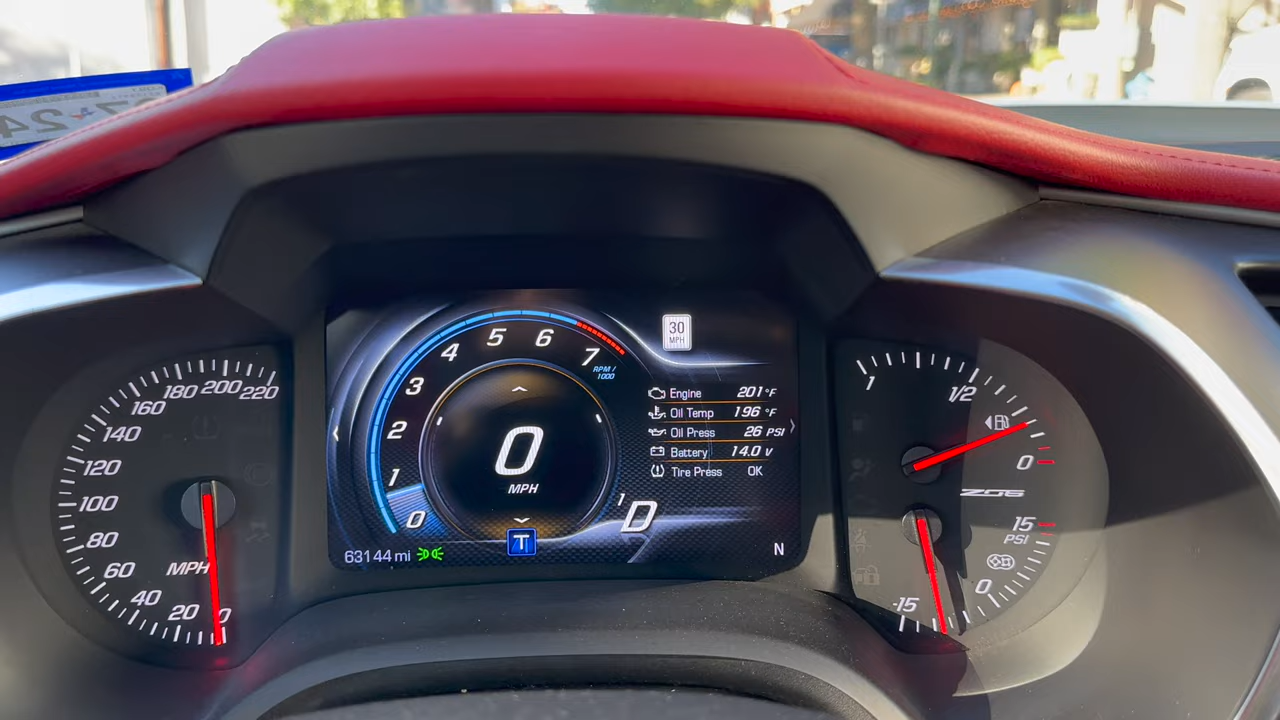 24
220
200
180
160
140
120
100
80
60
40
20
0
MPH
0
1
2
3
4
5
6
7
RPM /
1000
0
MPH
T
63144 mi
30
MPH
Engine 201 °F
Oil Temp 196 °F
Oil Press 26 PSI
Battery 14.0 V
Tire Press OK
1 D
N
1
1/2
0
Z06
15
PSI
0
-15